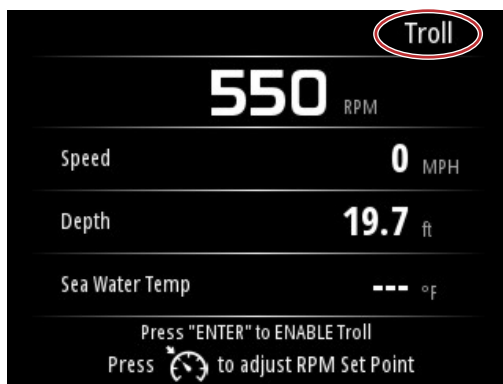 Troll
550 RPM
Speed 0 MPH
Depth 19.7 ft
Sea Water Temp --- °F
Press "ENTER" to ENABLE Troll
Press to adjust RPM Set Point